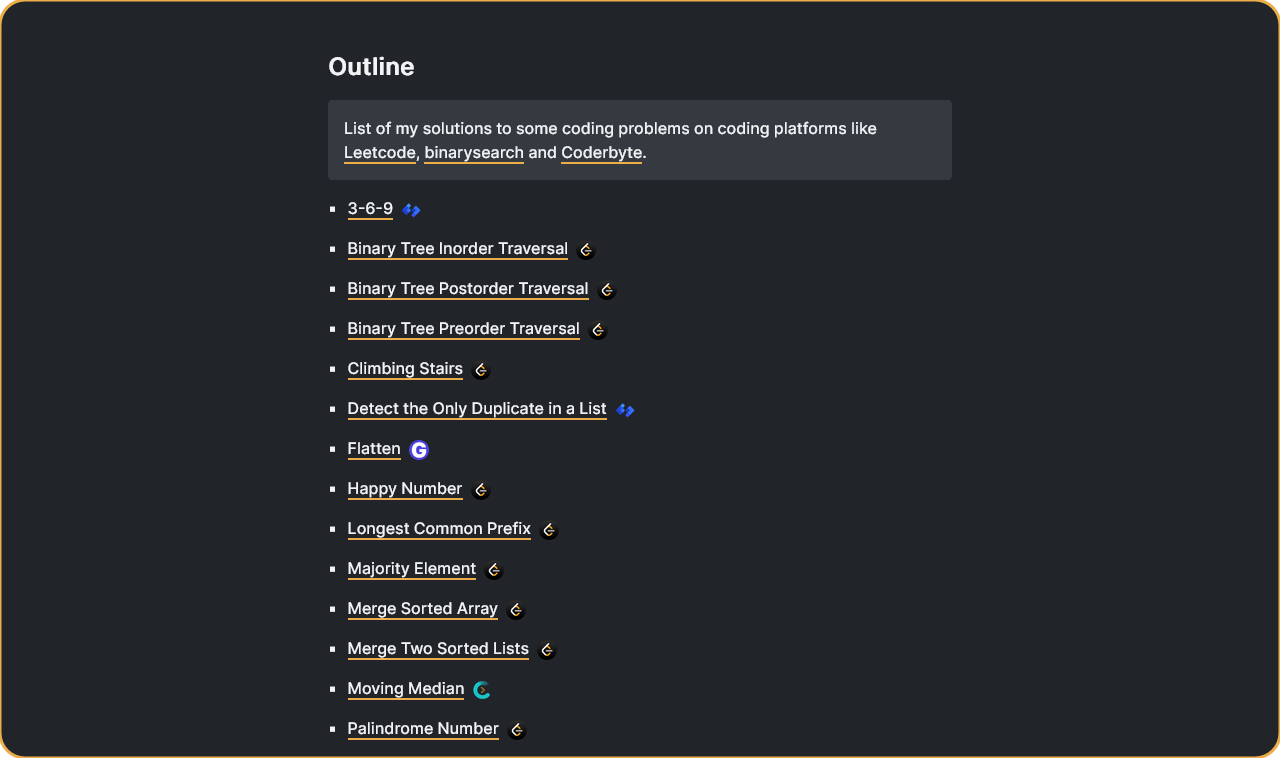 Outline
List of my solutions to some coding problems on coding platforms like
Leetcode, binarysearch and Coderbyte.
3-6-9
Binary Tree Inorder Traversal
Binary Tree Postorder Traversal
Binary Tree Preorder Traversal
Climbing Stairs
Detect the Only Duplicate in a List
Flatten G
Happy Number
Longest Common Prefix
Majority Element
Merge Sorted Array
Merge Two Sorted Lists
Moving Median
Palindrome Number